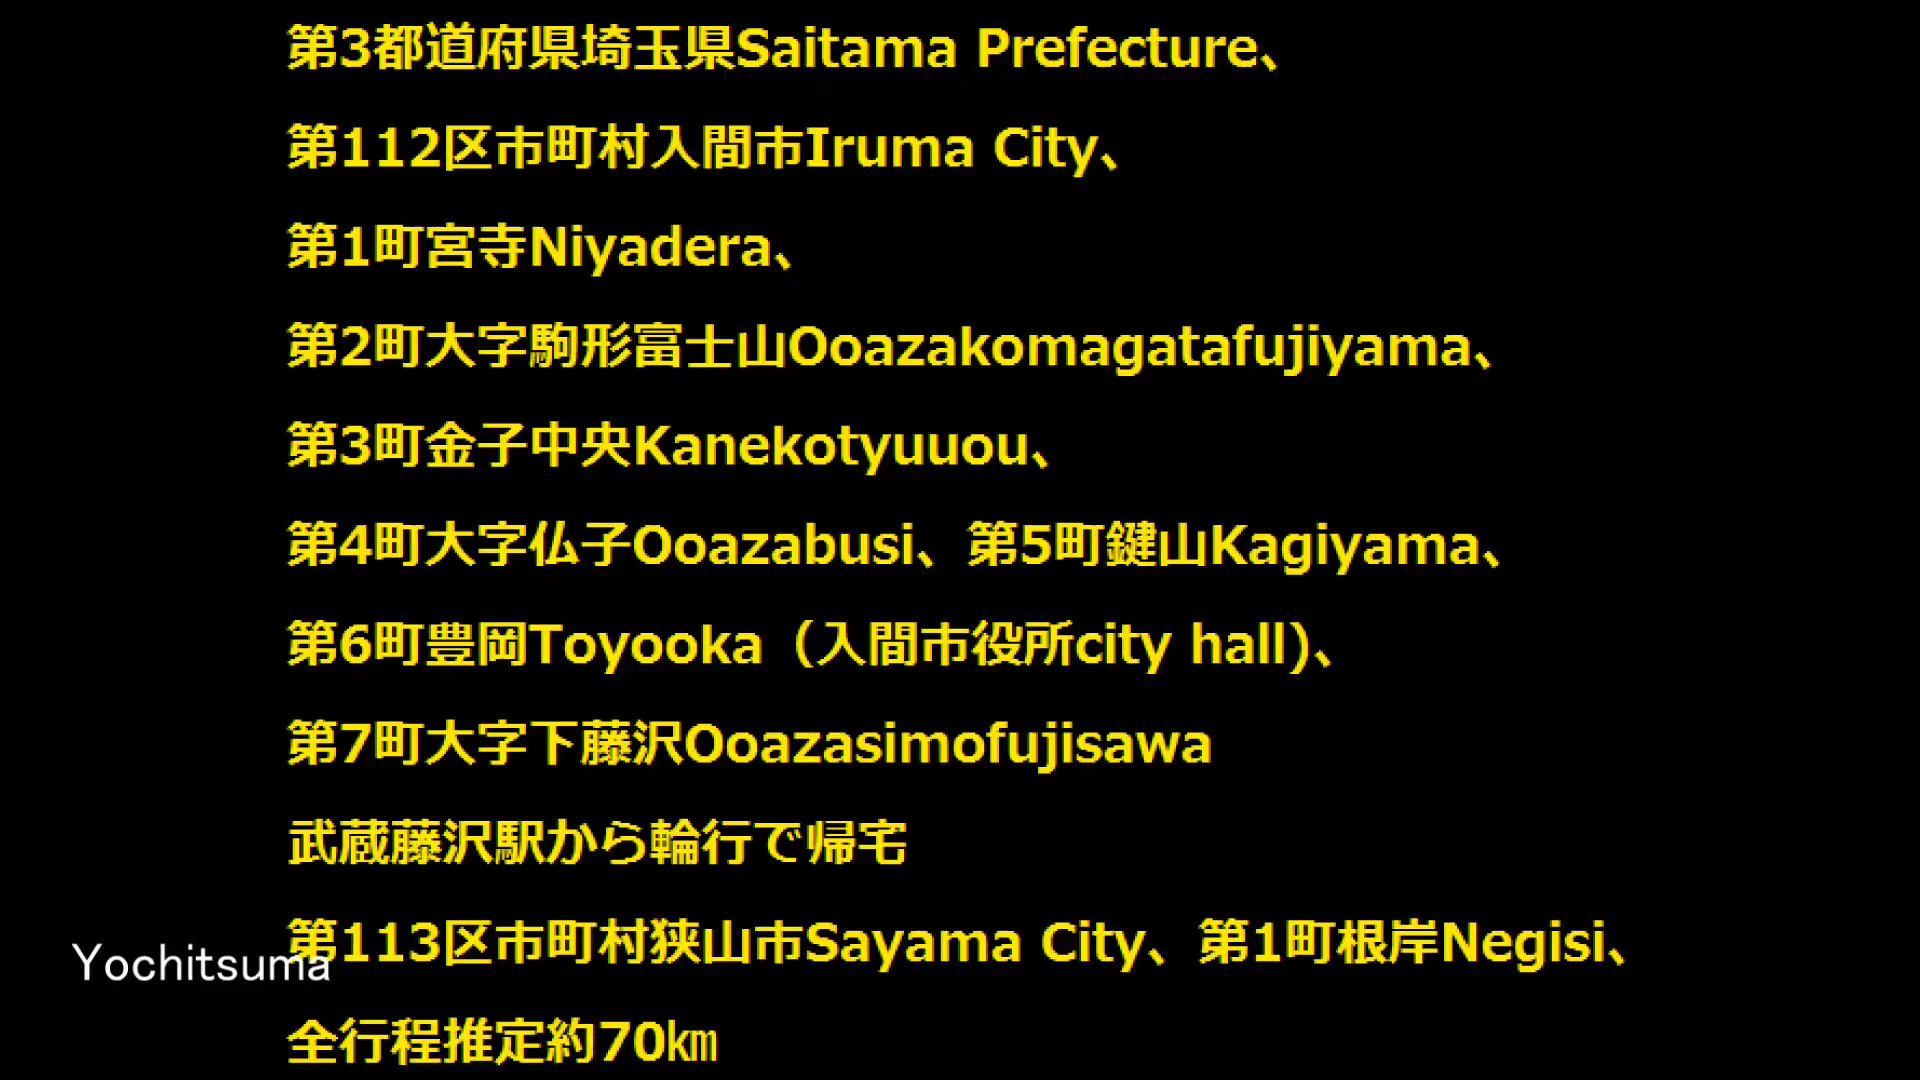 第3都道府県埼玉県Saitama Prefecture、
第112区市町村入間市Iruma City、
第1町宮寺Niyadera、
第2町大字駒形富士山Ooazakomagatafujiyama、
第3町金子中央Kanekotyuuou、
第4町大字仏子Ooazabusi、第5町鍵山Kagiyama、
第6町豊岡Toyooka（入間市役所city hall)、
第7町大字下藤沢Ooazasimofujisawa
武蔵藤沢駅から輪行で帰宅
第113区市町村狭山市Sayama City、第1町根岸Negisi、
Yochitsuma
全行程推定約70㎞